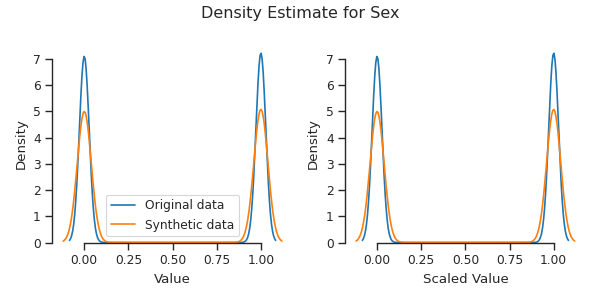 Density Estimate for Sex
Density
7
6
5
4
3
2
1
0
Original data
Synthetic data
0.00 0.25 0.50 0.75 1.00
Value
Density
7
6
5
4
3
2
1
0
0.00 0.25 0.50 0.75 1.00
Scaled Value